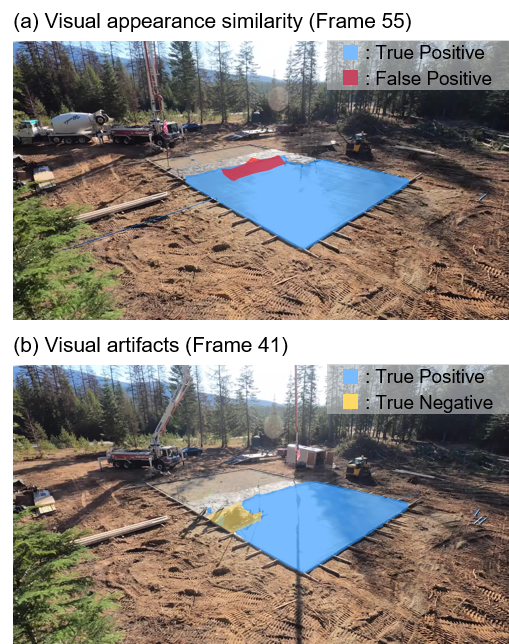 (a) Visual appearance similarity (Frame 55)
: True Positive
: False Positive
(b) Visual artifacts (Frame 41)
: True Positive
: True Negative